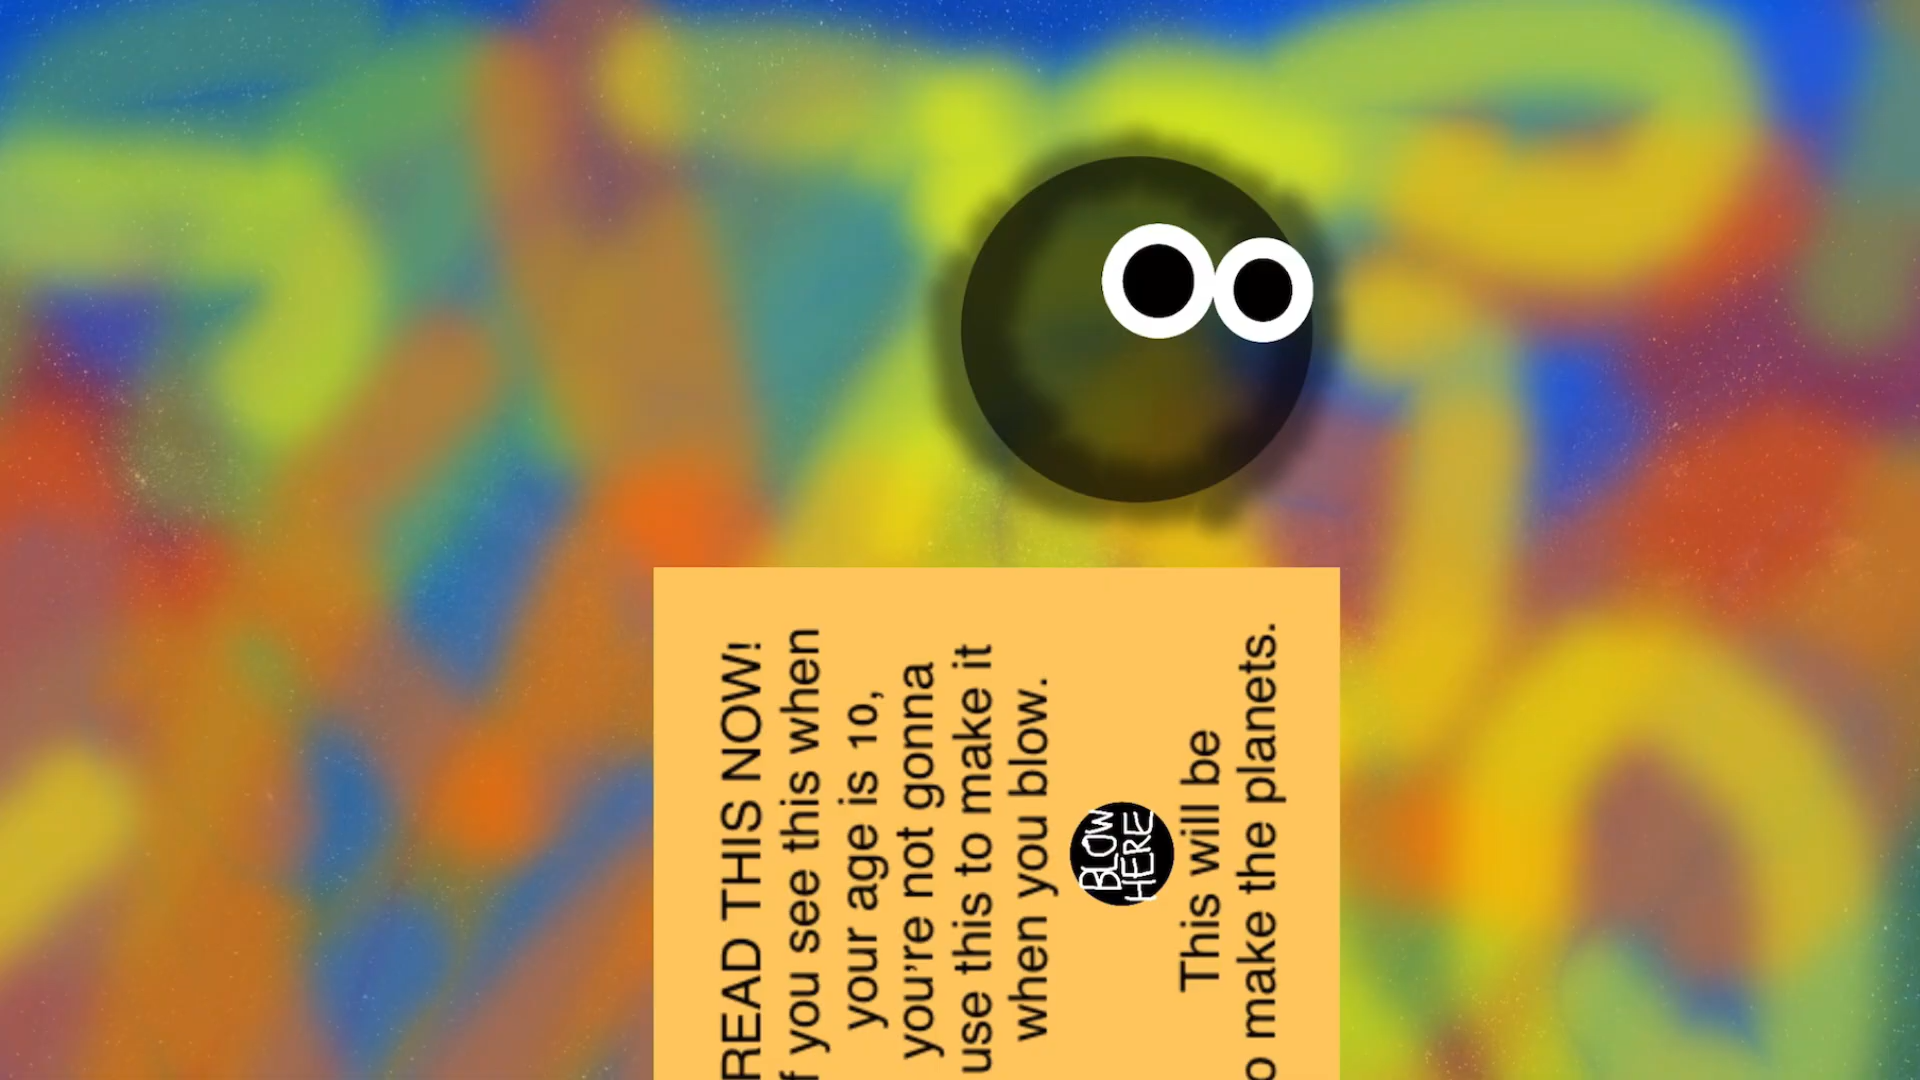 READ THIS NOW!
f you see this when
your age is 10,
you're not gonna
use this to make it
when you blow.
BLOW
HERE
This will be
o make the planets.